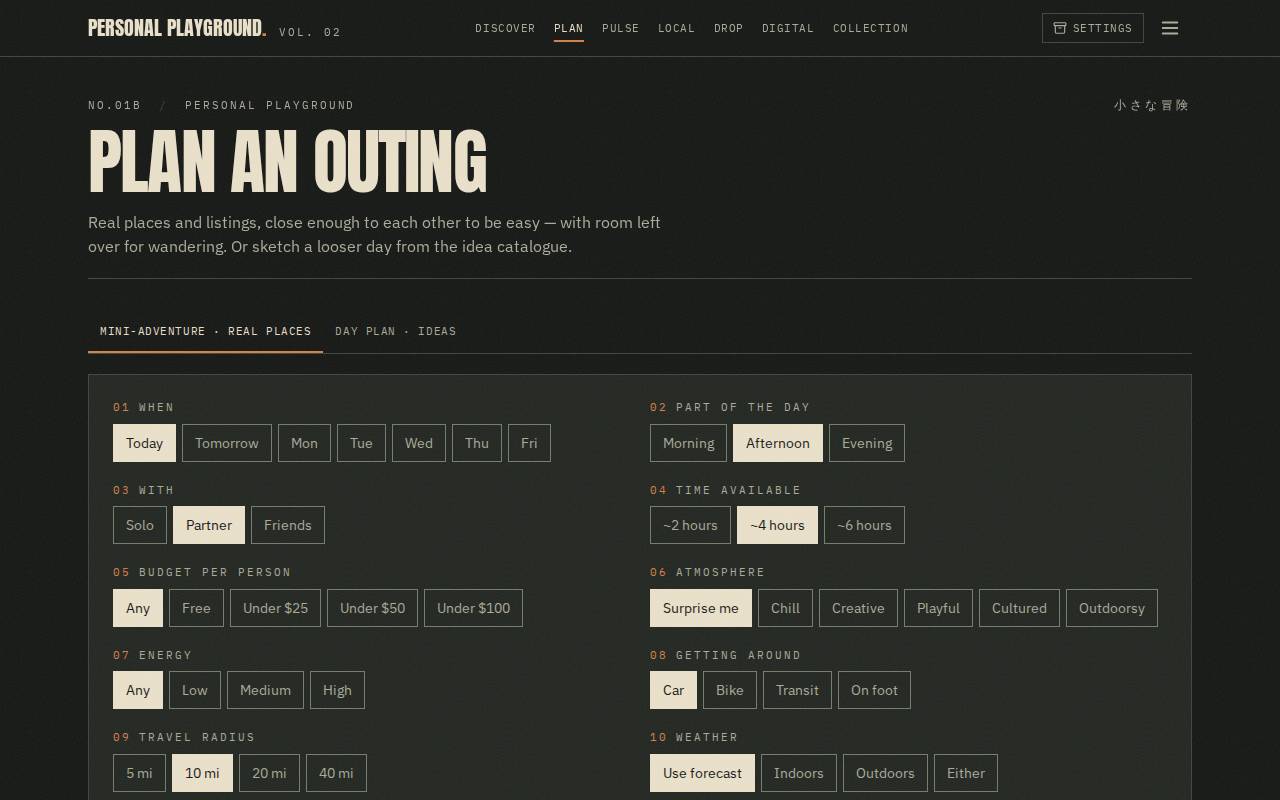 PERSONAL PLAYGROUND. VOL. 02
DISCOVER PLAN PULSE LOCAL DROP DIGITAL COLLECTION
SETTINGS
NO.01B / PERSONAL PLAYGROUND
小さな冒険
PLAN AN OUTING
Real places and listings, close enough to each other to be easy — with room left
over for wandering. Or sketch a looser day from the idea catalogue.
MINI-ADVENTURE · REAL PLACES DAY PLAN · IDEAS
01 WHEN
Today Tomorrow Mon Tue Wed Thu Fri
02 PART OF THE DAY
Morning Afternoon Evening
03 WITH
Solo Partner Friends
04 TIME AVAILABLE
~2 hours ~4 hours ~6 hours
05 BUDGET PER PERSON
Any Free Under $25 Under $50 Under $100
06 ATMOSPHERE
Surprise me Chill Creative Playful Cultured Outdoorsy
07 ENERGY
Any Low Medium High
08 GETTING AROUND
Car Bike Transit On foot
09 TRAVEL RADIUS
5 mi 10 mi 20 mi 40 mi
10 WEATHER
Use forecast Indoors Outdoors Either